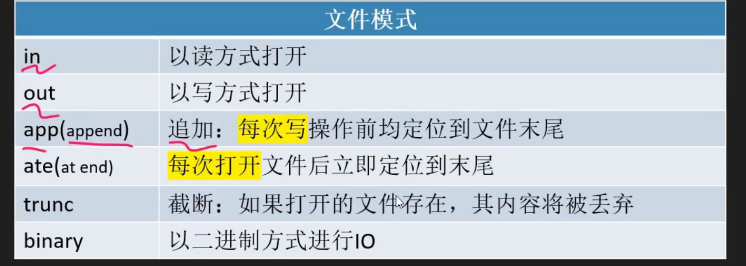 文件模式
in 以读方式打开
out 以写方式打开
app(append) 追加：每次写操作前均定位到文件末尾
ate(at end) 每次打开文件后立即定位到末尾
trunc 截断：如果打开的文件存在，其内容将被丢弃
binary 以二进制方式进行IO